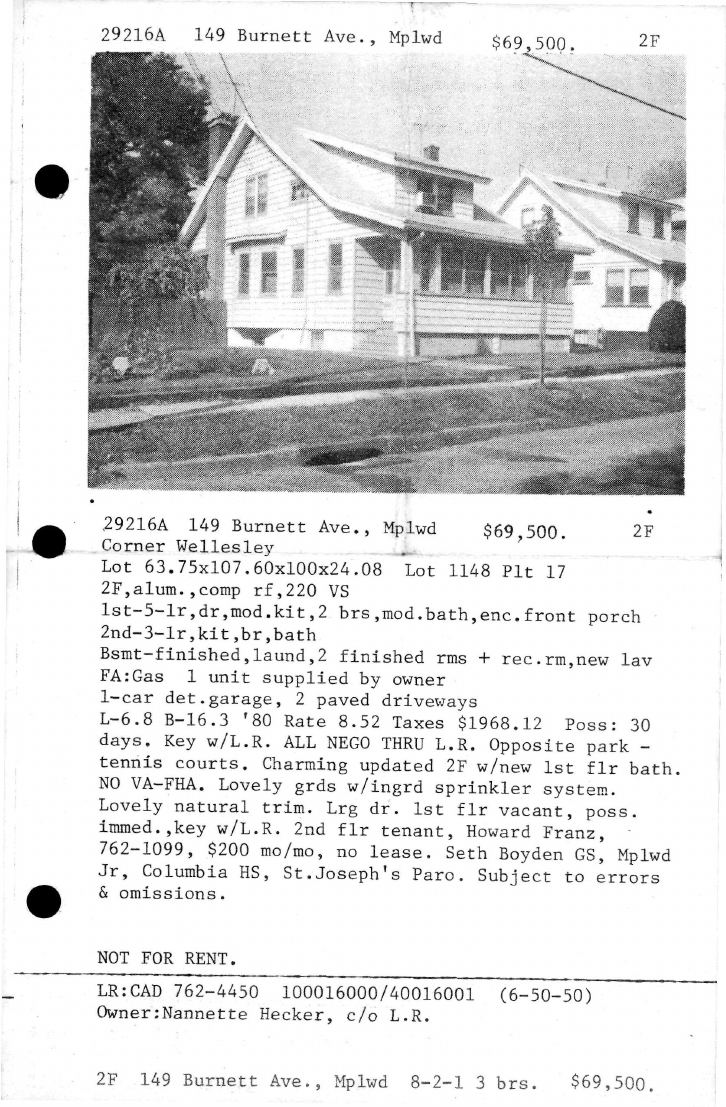 29216A 149 Burnett Ave., Mplwd $69,500. 2F
29216A 149 Burnett Ave., Mplwd $69,500. 2F
Corner Wellesley
Lot 63.75x107.60x100x24.08 Lot 1148 Plt 17
2F,alum.,comp rf,220 VS
1st-5-lr,dr,mod.kit,2 brs,mod.bath,enc.front porch
2nd-3-lr,kit,br,bath
Bsmt-finished,laund,2 finished rms + rec.rm,new lav
FA:Gas 1 unit supplied by owner
1-car det.garage, 2 paved driveways
L-6.8 B-16.3 '80 Rate 8.52 Taxes $1968.12 Poss: 30
days. Key w/L.R. ALL NEGO THRU L.R. Opposite park -
tennis courts. Charming updated 2F w/new 1st flr bath.
NO VA-FHA. Lovely grds w/ingrd sprinkler system.
Lovely natural trim. Lrg dr. 1st flr vacant, poss.
immed.,key w/L.R. 2nd flr tenant, Howard Franz,
762-1099, $200 mo/mo, no lease. Seth Boyden GS, Mplwd
Jr, Columbia HS, St.Joseph's Paro. Subject to errors
& omissions.
NOT FOR RENT.
LR:CAD 762-4450 100016000/40016001 (6-50-50)
Owner:Nannette Hecker, c/o L.R.
2F 149 Burnett Ave., Mplwd 8-2-1 3 brs. $69,500.